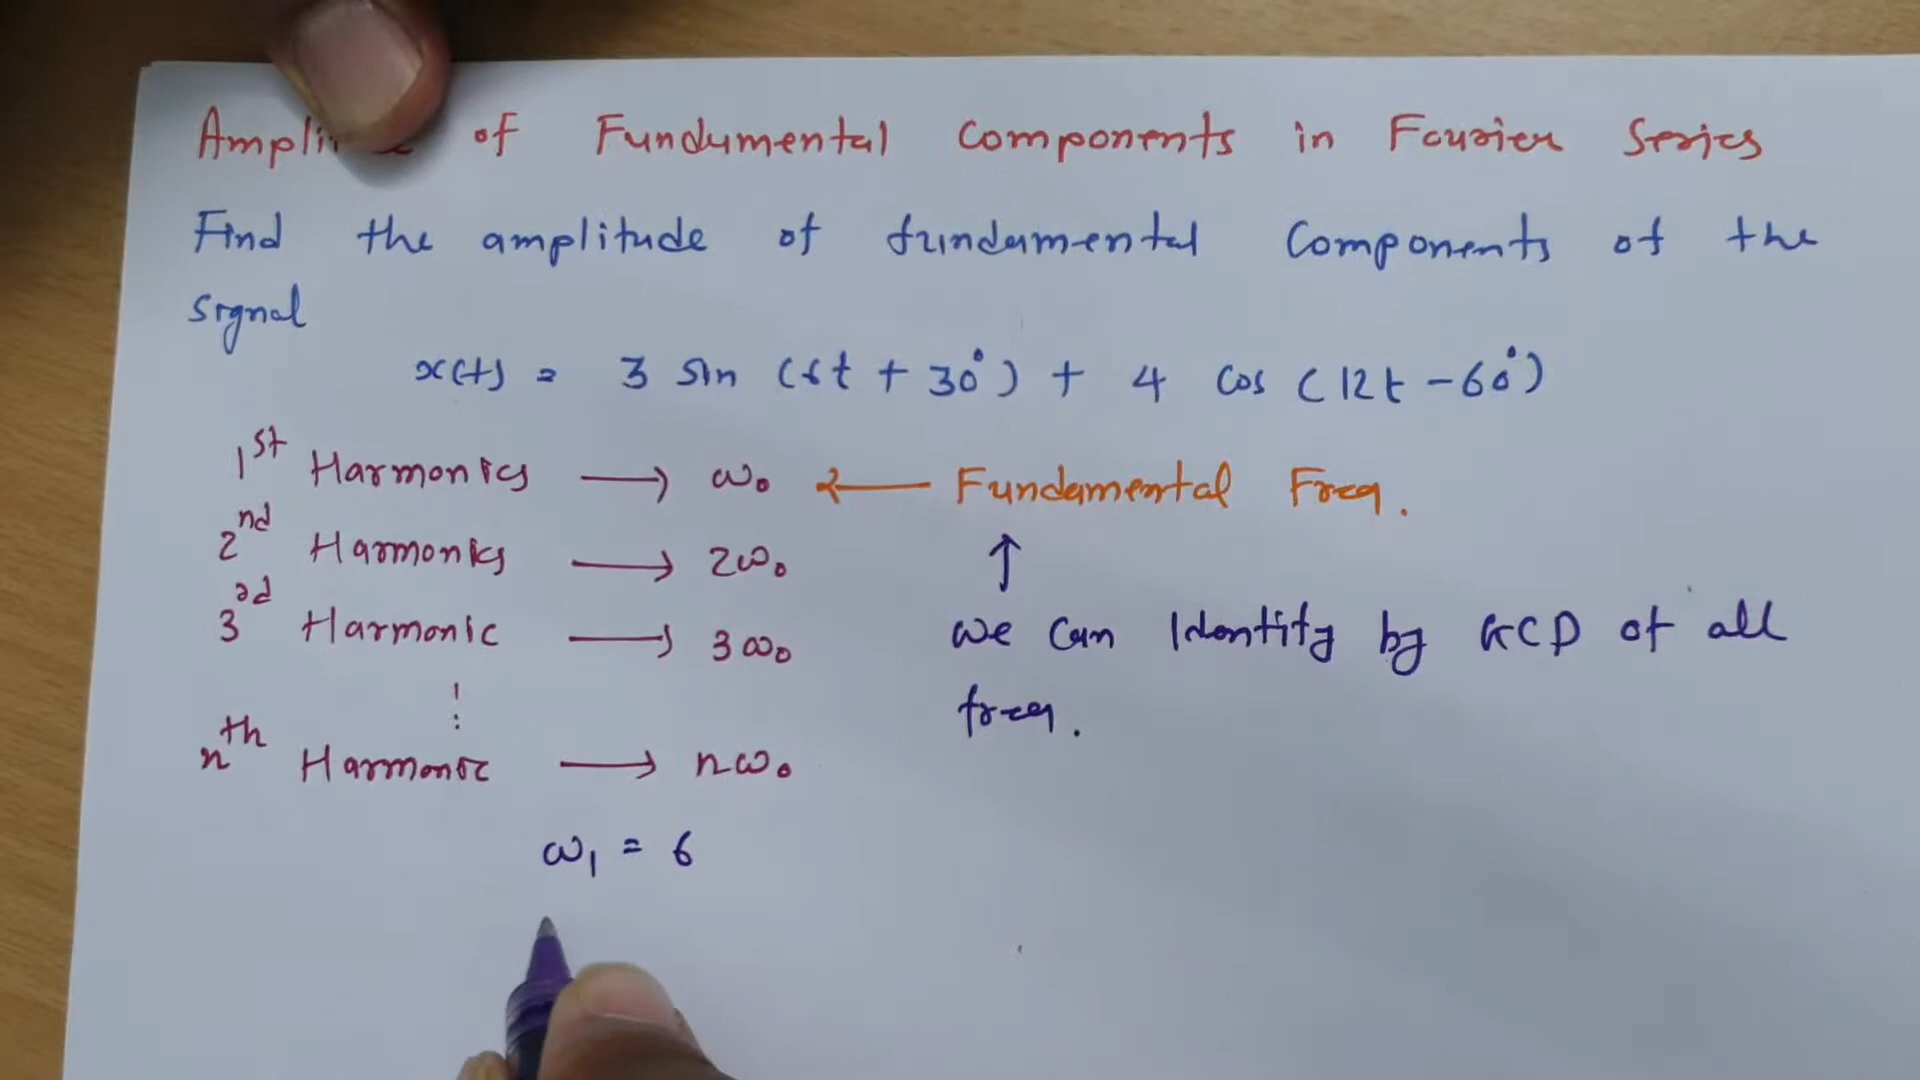 of Fundumental Components in Fourier Series
Find the amplitude of fundamental Components of the
signal
x(t) = 3 sin (6t + 30°) + 4 cos (12t - 60°)
1st Harmonics → ω₀ ← Fundamental Freq.
2nd Harmonics → 2ω₀
↑
3rd Harmonic → 3ω₀
we can Identify by GCD of all
freq.
nth Harmonic → nω₀
ω₁ = 6